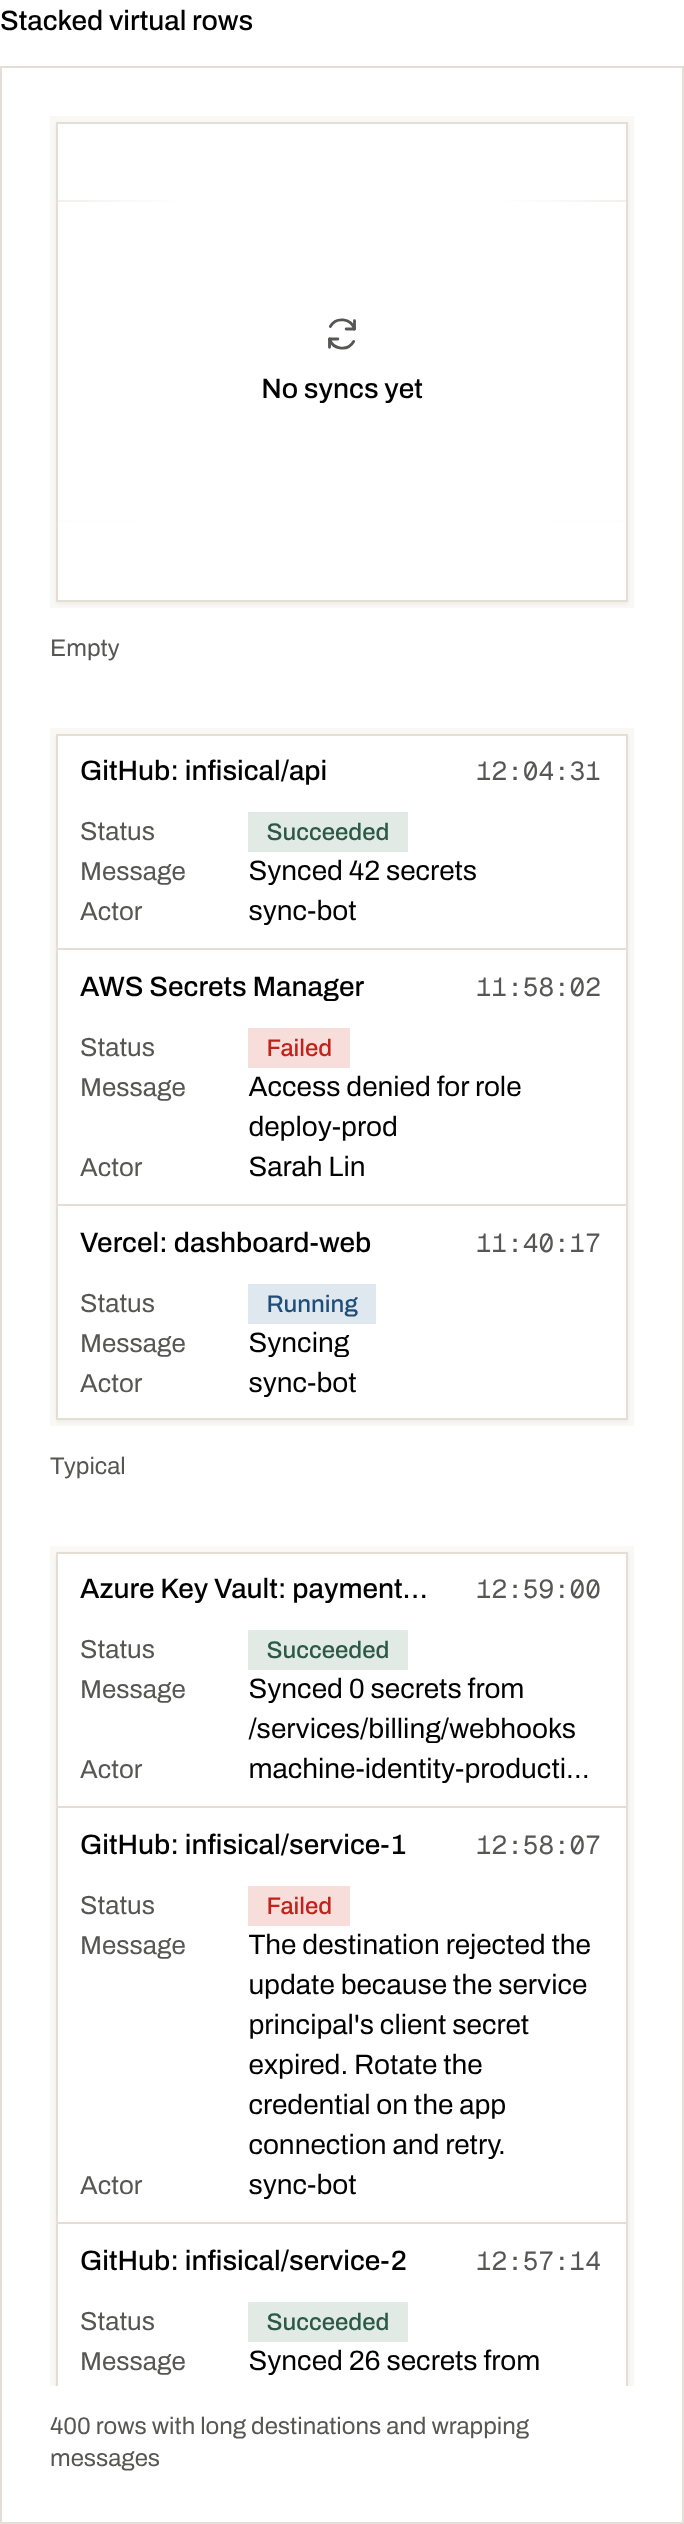 Stacked virtual rows
No syncs yet
Empty
GitHub: infisical/api 12:04:31
Status Succeeded
Message Synced 42 secrets
Actor sync-bot
AWS Secrets Manager 11:58:02
Status Failed
Message Access denied for role
deploy-prod
Actor Sarah Lin
Vercel: dashboard-web 11:40:17
Status Running
Message Syncing
Actor sync-bot
Typical
Azure Key Vault: payment... 12:59:00
Status Succeeded
Message Synced 0 secrets from
/services/billing/webhooks
Actor machine-identity-producti...
GitHub: infisical/service-1 12:58:07
Status Failed
Message The destination rejected the
update because the service
principal's client secret
expired. Rotate the
credential on the app
connection and retry.
Actor sync-bot
GitHub: infisical/service-2 12:57:14
Status Succeeded
Message Synced 26 secrets from
400 rows with long destinations and wrapping
messages